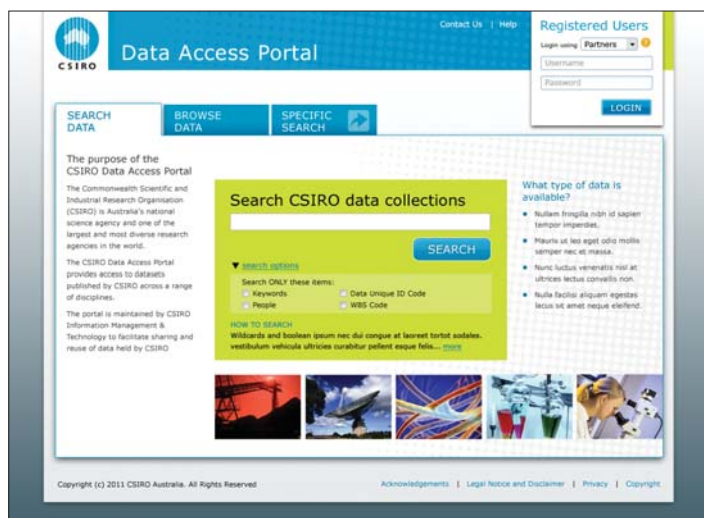 CSIRO
Data Access Portal
Contact Us | Help
Registered Users
Login using Partners
Username
Password
LOGIN
SEARCH
DATA
BROWSE
DATA
SPECIFIC
SEARCH
The purpose of the
CSIRO Data Access Portal
The Commonwealth Scientific and
Industrial Research Organisation
(CSIRO) is Australia's national
science agency and one of the
largest and most diverse research
agencies in the world.
The CSIRO Data Access Portal
provides access to datasets
published by CSIRO across a range
of disciplines.
The portal is maintained by CSIRO
Information Management &
Technology to facilitate sharing and
reuse of data held by CSIRO
Search CSIRO data collections
SEARCH
▼ search options
Search ONLY these items:
Keywords
Data Unique ID Code
People
WBS Code
HOW TO SEARCH
Wildcards and boolean ipsum nec dui congue at laoreet tortot sodales.
vestibulum vehicula ultricies curabitur pellent esque felis... more
What type of data is
available?
• Nullam fringilla nibh id sapien
tempor imperdiet.
• Mauris ut leo eget odio mollis
semper nec et massa.
• Nunc luctus venenatis nisl at
ultrices lectus convallis non.
• Nulla facilisi aliquam egestas
lacus sit amet neque eleifend.
Copyright (c) 2011 CSIRO Australia. All Rights Reserved
Acknowledgements | Legal Notice and Disclaimer | Privacy | Copyright